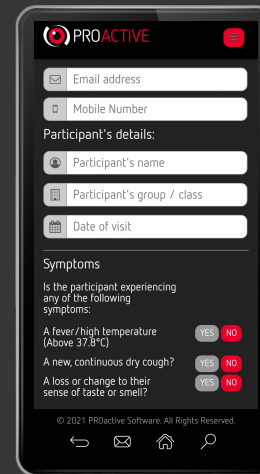 PROACTIVE
Email address
Mobile Number
Participant's details:
Participant's name
Participant's group / class
Date of visit
Symptoms
Is the participant experiencing
any of the following
symptoms:
A fever/high temperature
(Above 37.8°C)
YES NO
A new, continuous dry cough?
YES NO
A loss or change to their
sense of taste or smell?
YES NO
© 2021 PROactive Software. All Rights Reserved.